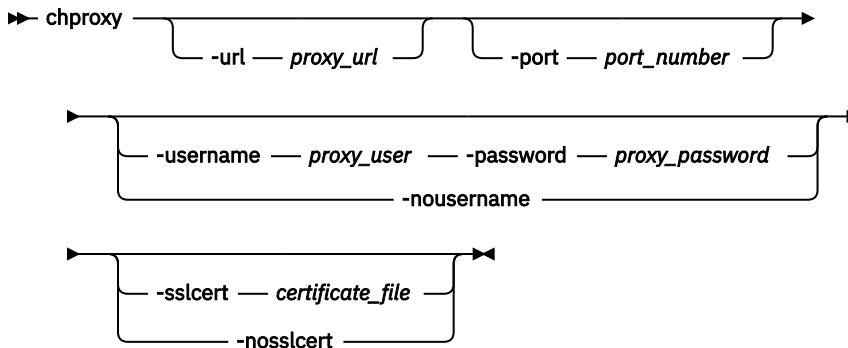 chproxy
-url proxy_url -port port_number
-username proxy_user -password proxy_password
-nousername
-sslcert certificate_file
-nosslcert